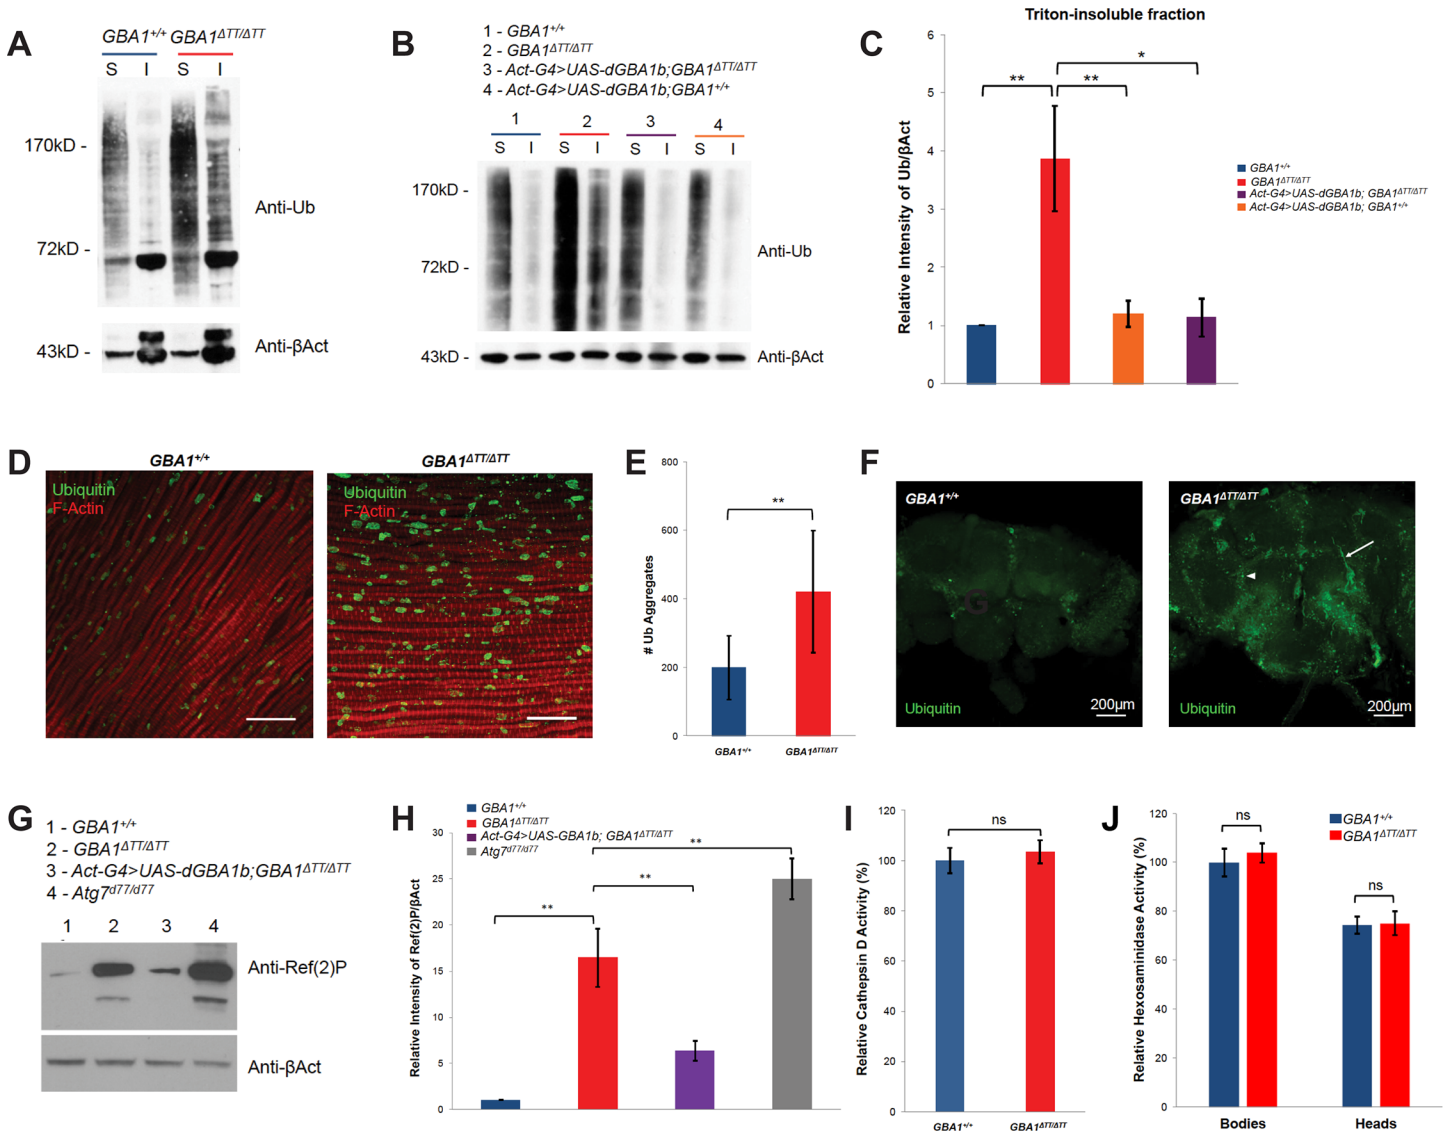 A
GBA1+/+ GBA1ΔTT/ΔTT
S I S I
170kD -
72kD -
43kD -
Anti-Ub
Anti-βAct
B
1 - GBA1+/+
2 - GBA1ΔTT/ΔTT
3 - Act-G4>UAS-dGBA1b;GBA1ΔTT/ΔTT
4 - Act-G4>UAS-dGBA1b;GBA1+/+
1 2 3 4
S I S I S I S I
170kD -
72kD -
43kD -
Anti-Ub
Anti-βAct
C
Triton-insoluble fraction
Relative Intensity of Ub/βAct
6
5
4
3
2
1
0
** ** *
GBA1+/+
GBA1ΔTT/ΔTT
Act-G4>UAS-dGBA1b; GBA1ΔTT/ΔTT
Act-G4>UAS-dGBA1b; GBA1+/+
D
GBA1+/+
Ubiquitin
F-Actin
GBA1ΔTT/ΔTT
Ubiquitin
F-Actin
E
# Ub Aggregates
800
600
400
200
0
**
GBA1+/+ GBA1ΔTT/ΔTT
F
GBA1+/+
G
Ubiquitin
200µm
GBA1ΔTT/ΔTT
Ubiquitin
200µm
G
1 - GBA1+/+
2 - GBA1ΔTT/ΔTT
3 - Act-G4>UAS-dGBA1b;GBA1ΔTT/ΔTT
4 - Atg7d77/d77
1 2 3 4
Anti-Ref(2)P
Anti-βAct
H
GBA1+/+
GBA1ΔTT/ΔTT
Act-G4>UAS-GBA1b; GBA1ΔTT/ΔTT
Atg7d77/d77
Relative Intensity of Ref(2)P/βAct
30
25
20
15
10
5
0
** ** **
I
Relative Cathepsin D Activity (%)
120
100
80
60
40
20
0
ns
GBA1+/+ GBA1ΔTT/ΔTT
J
Relative Hexosaminidase Activity (%)
120
100
80
60
40
20
0
ns
ns
GBA1+/+
GBA1ΔTT/ΔTT
Bodies Heads